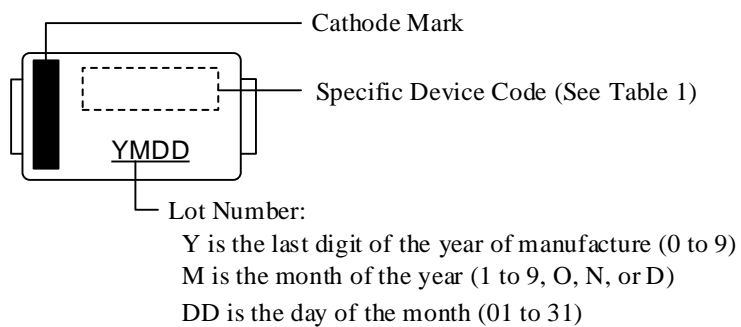 Cathode Mark
Specific Device Code (See Table 1)
YMDD
Lot Number:
Y is the last digit of the year of manufacture (0 to 9)
M is the month of the year (1 to 9, O, N, or D)
DD is the day of the month (01 to 31)